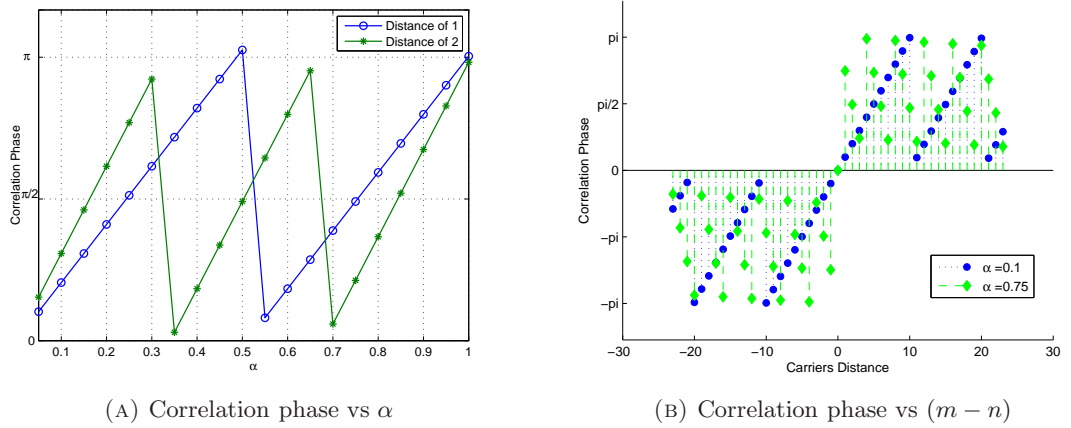 Distance of 1
Distance of 2
π
π/2
0
Correlation Phase
0.1 0.2 0.3 0.4 0.5 0.6 0.7 0.8 0.9 1
α
(A) Correlation phase vs α
pi
pi/2
0
−pi
−pi
Correlation Phase
α =0.1
α =0.75
−30 −20 −10 0 10 20 30
Carriers Distance
(B) Correlation phase vs (m − n)